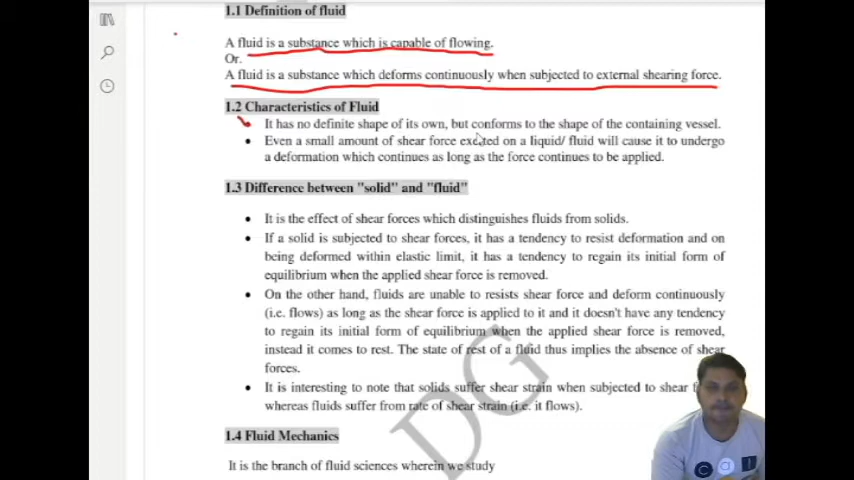 1.1 Definition of fluid
A fluid is a substance which is capable of flowing.
Or.
A fluid is a substance which deforms continuously when subjected to external shearing force.
1.2 Characteristics of Fluid
It has no definite shape of its own, but conforms to the shape of the containing vessel.
• Even a small amount of shear force exerted on a liquid/ fluid will cause it to undergo
a deformation which continues as long as the force continues to be applied.
1.3 Difference between "solid" and "fluid"
• It is the effect of shear forces which distinguishes fluids from solids.
• If a solid is subjected to shear forces, it has a tendency to resist deformation and on
being deformed within elastic limit, it has a tendency to regain its initial form of
equilibrium when the applied shear force is removed.
• On the other hand, fluids are unable to resists shear force and deform continuously
(i.e. flows) as long as the shear force is applied to it and it doesn't have any tendency
to regain its initial form of equilibrium when the applied shear force is removed,
instead it comes to rest. The state of rest of a fluid thus implies the absence of shear
forces.
• It is interesting to note that solids suffer shear strain when subjected to shear
whereas fluids suffer from rate of shear strain (i.e. it flows).
1.4 Fluid Mechanics
It is the branch of fluid sciences wherein we study
DG